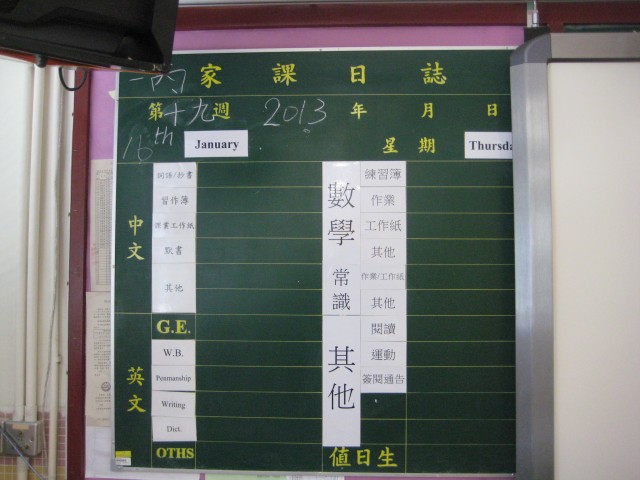 一丙 家課日誌
第十九週 2013 年 月 日
16th January 星期 Thursda
中文
詞語/抄書
習作簿
課業工作紙
默書
其他
英文
G.E.
W.B.
Penmanship
Writing
Dict.
OTHS
數學
練習簿
作業
工作紙
其他
常識
作業/工作紙
其他
其他
閱讀
運動
簽閱通告
值日生